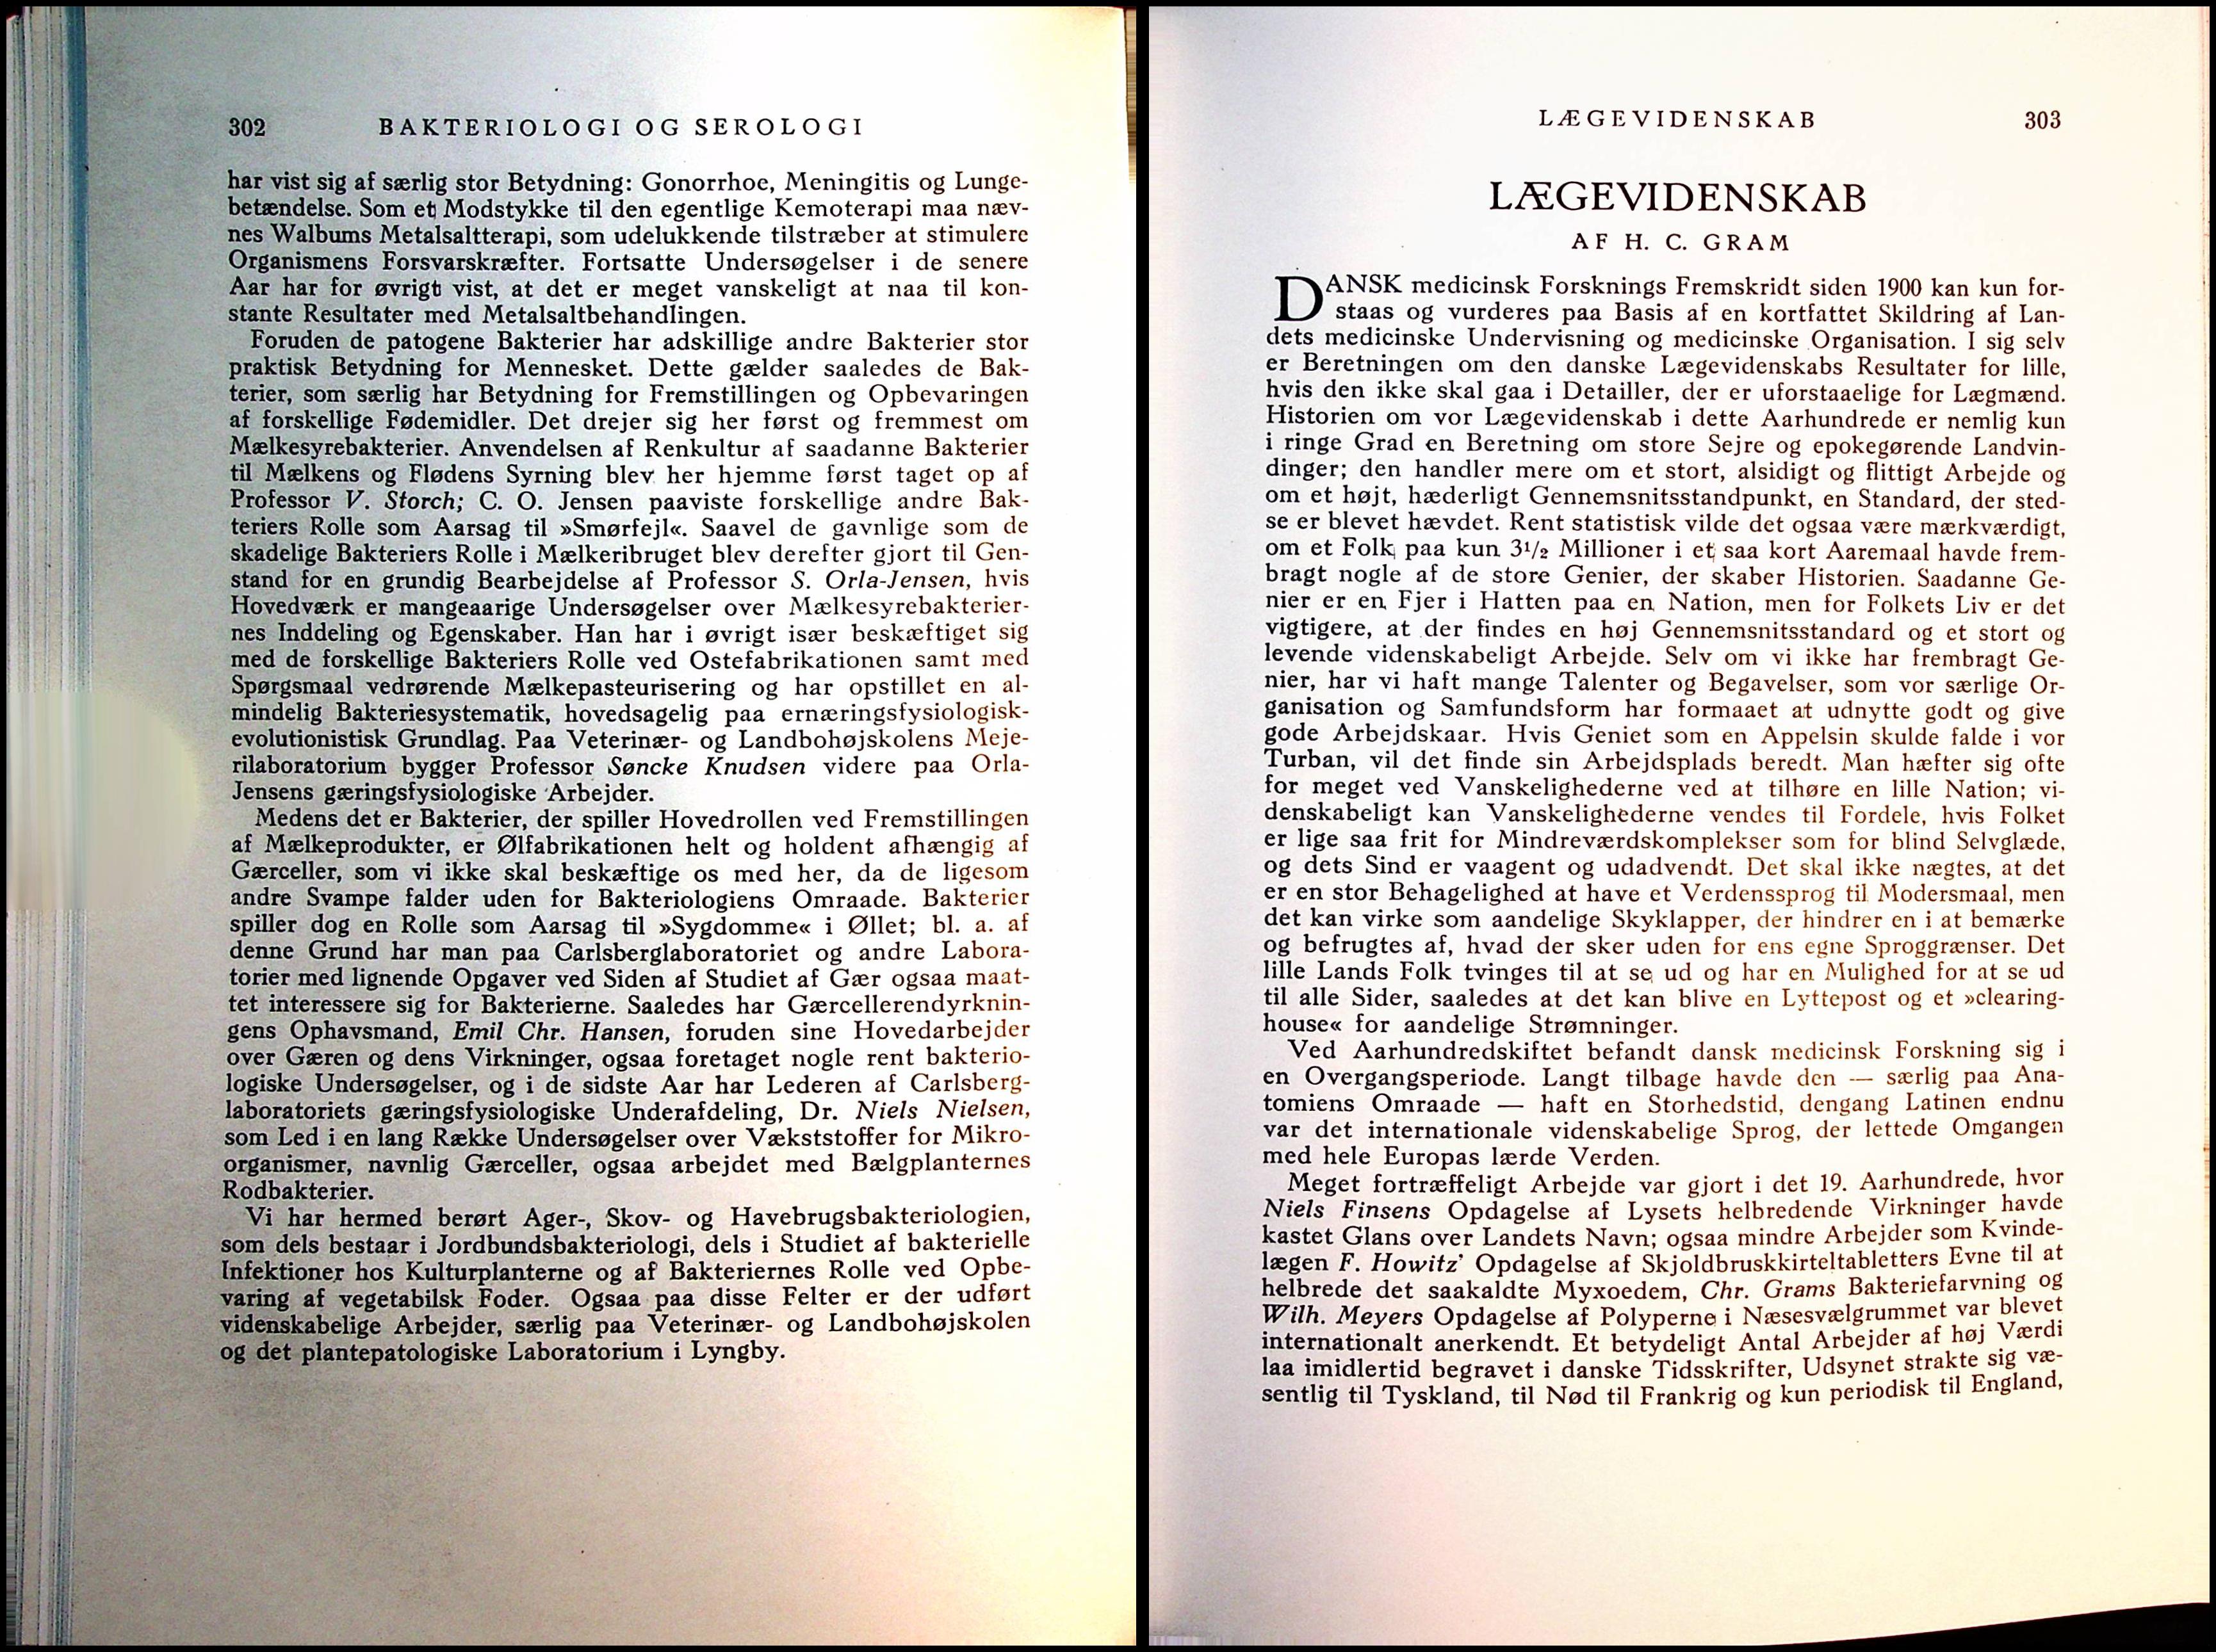 302 BAKTERIOLOGI OG SEROLOGI
har vist sig af særlig stor Betydning: Gonorrhoe, Meningitis og Lunge-
betændelse. Som et Modstykke til den egentlige Kemoterapi maa næv-
nes Walbums Metalsaltterapi, som udelukkende tilstræber at stimulere
Organismens Forsvarskræfter. Fortsatte Undersøgelser i de senere
Aar har for øvrigt vist, at det er meget vanskeligt at naa til kon-
stante Resultater med Metalsaltbehandlingen.
Foruden de patogene Bakterier har adskillige andre Bakterier stor
praktisk Betydning for Mennesket. Dette gælder saaledes de Bak-
terier, som særlig har Betydning for Fremstillingen og Opbevaringen
af forskellige Fødemidler. Det drejer sig her først og fremmest om
Mælkesyrebakterier. Anvendelsen af Renkultur af saadanne Bakterier
til Mælkens og Flødens Syrning blev her hjemme først taget op af
Professor V. Storch; C. O. Jensen paaviste forskellige andre Bak-
teriers Rolle som Aarsag til »Smørfejl«. Saavel de gavnlige som de
skadelige Bakteriers Rolle i Mælkeribruget blev derefter gjort til Gen-
stand for en grundig Bearbejdelse af Professor S. Orla-Jensen, hvis
Hovedværk er mangeaarige Undersøgelser over Mælkesyrebakterier-
nes Inddeling og Egenskaber. Han har i øvrigt især beskæftiget sig
med de forskellige Bakteriers Rolle ved Ostefabrikationen samt med
Spørgsmaal vedrørende Mælkepasteurisering og har opstillet en al-
mindelig Bakteriesystematik, hovedsagelig paa ernæringsfysiologisk-
evolutionistisk Grundlag. Paa Veterinær- og Landbohøjskolens Meje-
rilaboratorium bygger Professor Søncke Knudsen videre paa Orla-
Jensens gæringsfysiologiske Arbejder.
Medens det er Bakterier, der spiller Hovedrollen ved Fremstillingen
af Mælkeprodukter, er Ølfabrikationen helt og holdent afhængig af
Gærceller, som vi ikke skal beskæftige os med her, da de ligesom
andre Svampe falder uden for Bakteriologiens Omraade. Bakterier
spiller dog en Rolle som Aarsag til »Sygdomme« i Øllet; bl. a. af
denne Grund har man paa Carlsberglaboratoriet og andre Labora-
torier med lignende Opgaver ved Siden af Studiet af Gær ogsaa maat-
tet interessere sig for Bakterierne. Saaledes har Gærcellerendyrknin-
gens Ophavsmand, Emil Chr. Hansen, foruden sine Hovedarbejder
over Gæren og dens Virkninger, ogsaa foretaget nogle rent bakterio-
logiske Undersøgelser, og i de sidste Aar har Lederen af Carlsberg-
laboratoriets gæringsfysiologiske Underafdeling, Dr. Niels Nielsen,
som Led i en lang Række Undersøgelser over Vækststoffer for Mikro-
organismer, navnlig Gærceller, ogsaa arbejdet med Bælgplanternes
Rodbakterier.
Vi har hermed berørt Ager-, Skov- og Havebrugsbakteriologien,
som dels bestaar i Jordbundsbakteriologi, dels i Studiet af bakterielle
Infektioner hos Kulturplanterne og af Bakteriernes Rolle ved Opbe-
varing af vegetabilsk Foder. Ogsaa paa disse Felter er der udført
videnskabelige Arbejder, særlig paa Veterinær- og Landbohøjskolen
og det plantepatologiske Laboratorium i Lyngby.
LÆGEVIDENSKAB 303
LÆGEVIDENSKAB
AF H. C. GRAM
DANSK medicinsk Forsknings Fremskridt siden 1900 kan kun for-
staas og vurderes paa Basis af en kortfattet Skildring af Lan-
dets medicinske Undervisning og medicinske Organisation. I sig selv
er Beretningen om den danske Lægevidenskabs Resultater for lille,
hvis den ikke skal gaa i Detailler, der er uforstaaelige for Lægmænd.
Historien om vor Lægevidenskab i dette Aarhundrede er nemlig kun
i ringe Grad en Beretning om store Sejre og epokegørende Landvin-
dinger; den handler mere om et stort, alsidigt og flittigt Arbejde og
om et højt, hæderligt Gennemsnitsstandpunkt, en Standard, der sted-
se er blevet hævdet. Rent statistisk vilde det ogsaa være mærkværdigt,
om et Folk paa kun 3½ Millioner i et saa kort Aaremaal havde frem-
bragt nogle af de store Genier, der skaber Historien. Saadanne Ge-
nier er en Fjer i Hatten paa en Nation, men for Folkets Liv er det
vigtigere, at der findes en høj Gennemsnitsstandard og et stort og
levende videnskabeligt Arbejde. Selv om vi ikke har frembragt Ge-
nier, har vi haft mange Talenter og Begavelser, som vor særlige Or-
ganisation og Samfundsform har formaaet at udnytte godt og give
gode Arbejdskaar. Hvis Geniet som en Appelsin skulde falde i vor
Turban, vil det finde sin Arbejdsplads beredt. Man hæfter sig ofte
for meget ved Vanskelighederne ved at tilhøre en lille Nation; vi-
denskabeligt kan Vanskelighederne vendes til Fordele, hvis Folket
er lige saa frit for Mindreværdskomplekser som for blind Selvglæde,
og dets Sind er vaagent og udadvendt. Det skal ikke nægtes, at det
er en stor Behagelighed at have et Verdenssprog til Modersmaal, men
det kan virke som aandelige Skyklapper, der hindrer en i at bemærke
og befrugtes af, hvad der sker uden for ens egne Sproggrænser. Det
lille Lands Folk tvinges til at se ud og har en Mulighed for at se ud
til alle Sider, saaledes at det kan blive en Lyttepost og et »clearing-
house« for aandelige Strømninger.
Ved Aarhundredskiftet befandt dansk medicinsk Forskning sig i
en Overgangsperiode. Langt tilbage havde den — særlig paa Ana-
tomiens Omraade — haft en Storhedstid, dengang Latinen endnu
var det internationale videnskabelige Sprog, der lettede Omgangen
med hele Europas lærde Verden.
Meget fortræffeligt Arbejde var gjort i det 19. Aarhundrede, hvor
Niels Finsens Opdagelse af Lysets helbredende Virkninger havde
kastet Glans over Landets Navn; ogsaa mindre Arbejder som Kvinde-
lægen F. Howitz' Opdagelse af Skjoldbruskkirteltabletters Evne til at
helbrede det saakaldte Myxoedem, Chr. Grams Bakteriefarvning og
Wilh. Meyers Opdagelse af Polyperne i Næsesvælgrummet var blevet
internationalt anerkendt. Et betydeligt Antal Arbejder af høj Værdi
laa imidlertid begravet i danske Tidsskrifter, Udsynet strakte sig væ-
sentlig til Tyskland, til Nød til Frankrig og kun periodisk til England,